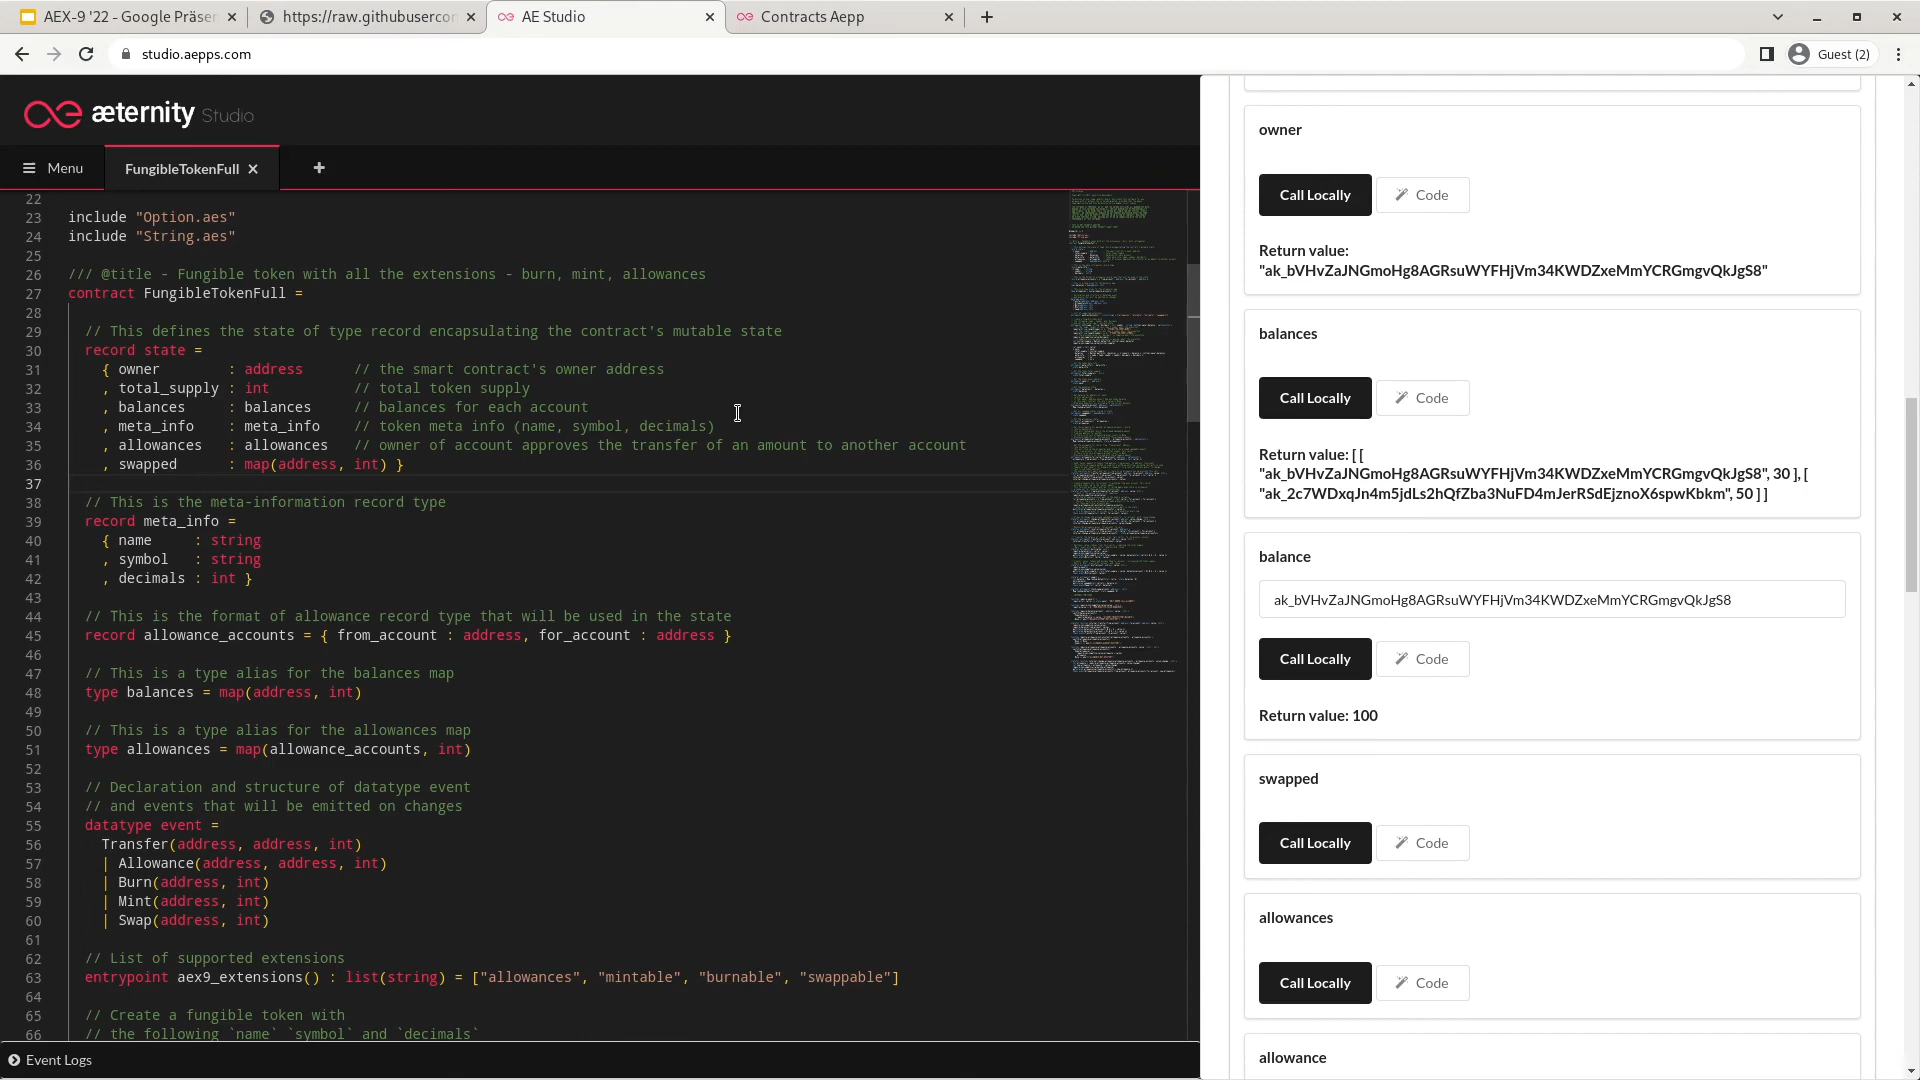 AEX-9 '22 - Google Präsen
https://raw.githubusercon
AE Studio
Contracts Aepp
studio.aepps.com
Guest (2)
æternity Studio
Menu
FungibleTokenFull
22
23 include "Option.aes"
24 include "String.aes"
25
26 /// @title - Fungible token with all the extensions - burn, mint, allowances
27 contract FungibleTokenFull =
28
29 // This defines the state of type record encapsulating the contract's mutable state
30 record state =
31 { owner : address // the smart contract's owner address
32 , total_supply : int // total token supply
33 , balances : balances // balances for each account
34 , meta_info : meta_info // token meta info (name, symbol, decimals)
35 , allowances : allowances // owner of account approves the transfer of an amount to another account
36 , swapped : map(address, int) }
37
38 // This is the meta-information record type
39 record meta_info =
40 { name : string
41 , symbol : string
42 , decimals : int }
43
44 // This is the format of allowance record type that will be used in the state
45 record allowance_accounts = { from_account : address, for_account : address }
46
47 // This is a type alias for the balances map
48 type balances = map(address, int)
49
50 // This is a type alias for the allowances map
51 type allowances = map(allowance_accounts, int)
52
53 // Declaration and structure of datatype event
54 // and events that will be emitted on changes
55 datatype event =
56 Transfer(address, address, int)
57 | Allowance(address, address, int)
58 | Burn(address, int)
59 | Mint(address, int)
60 | Swap(address, int)
61
62 // List of supported extensions
63 entrypoint aex9_extensions() : list(string) = ["allowances", "mintable", "burnable", "swappable"]
64
65 // Create a fungible token with
66 // the following `name` `symbol` and `decimals`
Event Logs
owner
Call Locally
Code
Return value:
"ak_bVHvZaJNGmoHg8AGRsuWYFHjVm34KWDZxeMmYCRGmgvQkJgS8"
balances
Call Locally
Code
Return value: [ [
"ak_bVHvZaJNGmoHg8AGRsuWYFHjVm34KWDZxeMmYCRGmgvQkJgS8", 30 ], [
"ak_2c7WDxqJn4m5jdLs2hQfZba3NuFD4mJerRSdEjznoX6spwKbkm", 50 ] ]
balance
ak_bVHvZaJNGmoHg8AGRsuWYFHjVm34KWDZxeMmYCRGmgvQkJgS8
Call Locally
Code
Return value: 100
swapped
Call Locally
Code
allowances
Call Locally
Code
allowance